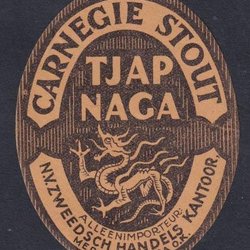 CARNEGIE STOUT
TJAP
NAGA
ALLEENIMPORTEUR
N.V. ZWEEDSCH HANDELS KANTOOR.